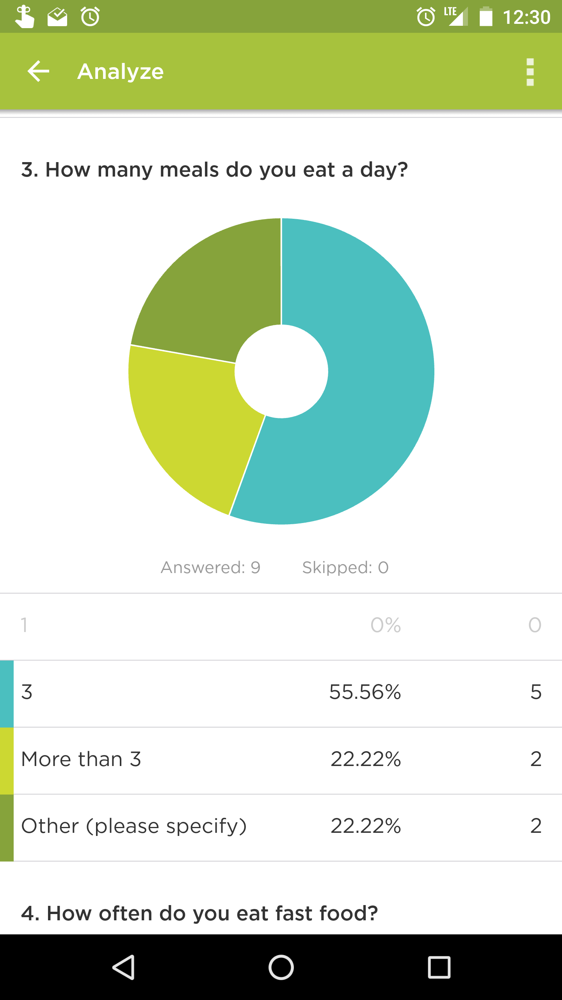 LTE 12:30
Analyze
3. How many meals do you eat a day?
Answered: 9 Skipped: 0
1 0% 0
3 55.56% 5
More than 3 22.22% 2
Other (please specify) 22.22% 2
4. How often do you eat fast food?